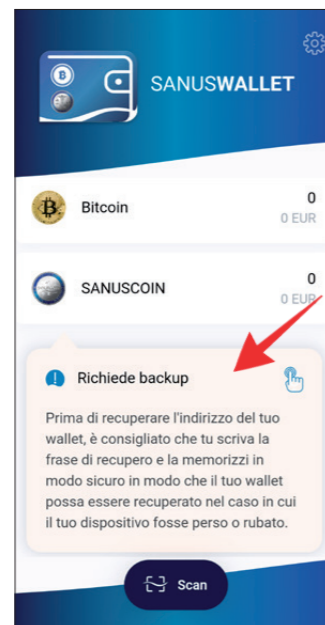 SANUSWALLET
Bitcoin
0
0 EUR
SANUSCOIN
0
0 EUR
Richiede backup
Prima di recuperare l'indirizzo del tuo
wallet, è consigliato che tu scriva la
frase di recupero e la memorizzi in
modo sicuro in modo che il tuo wallet
possa essere recuperato nel caso in cui
il tuo dispositivo fosse perso o rubato.
Scan